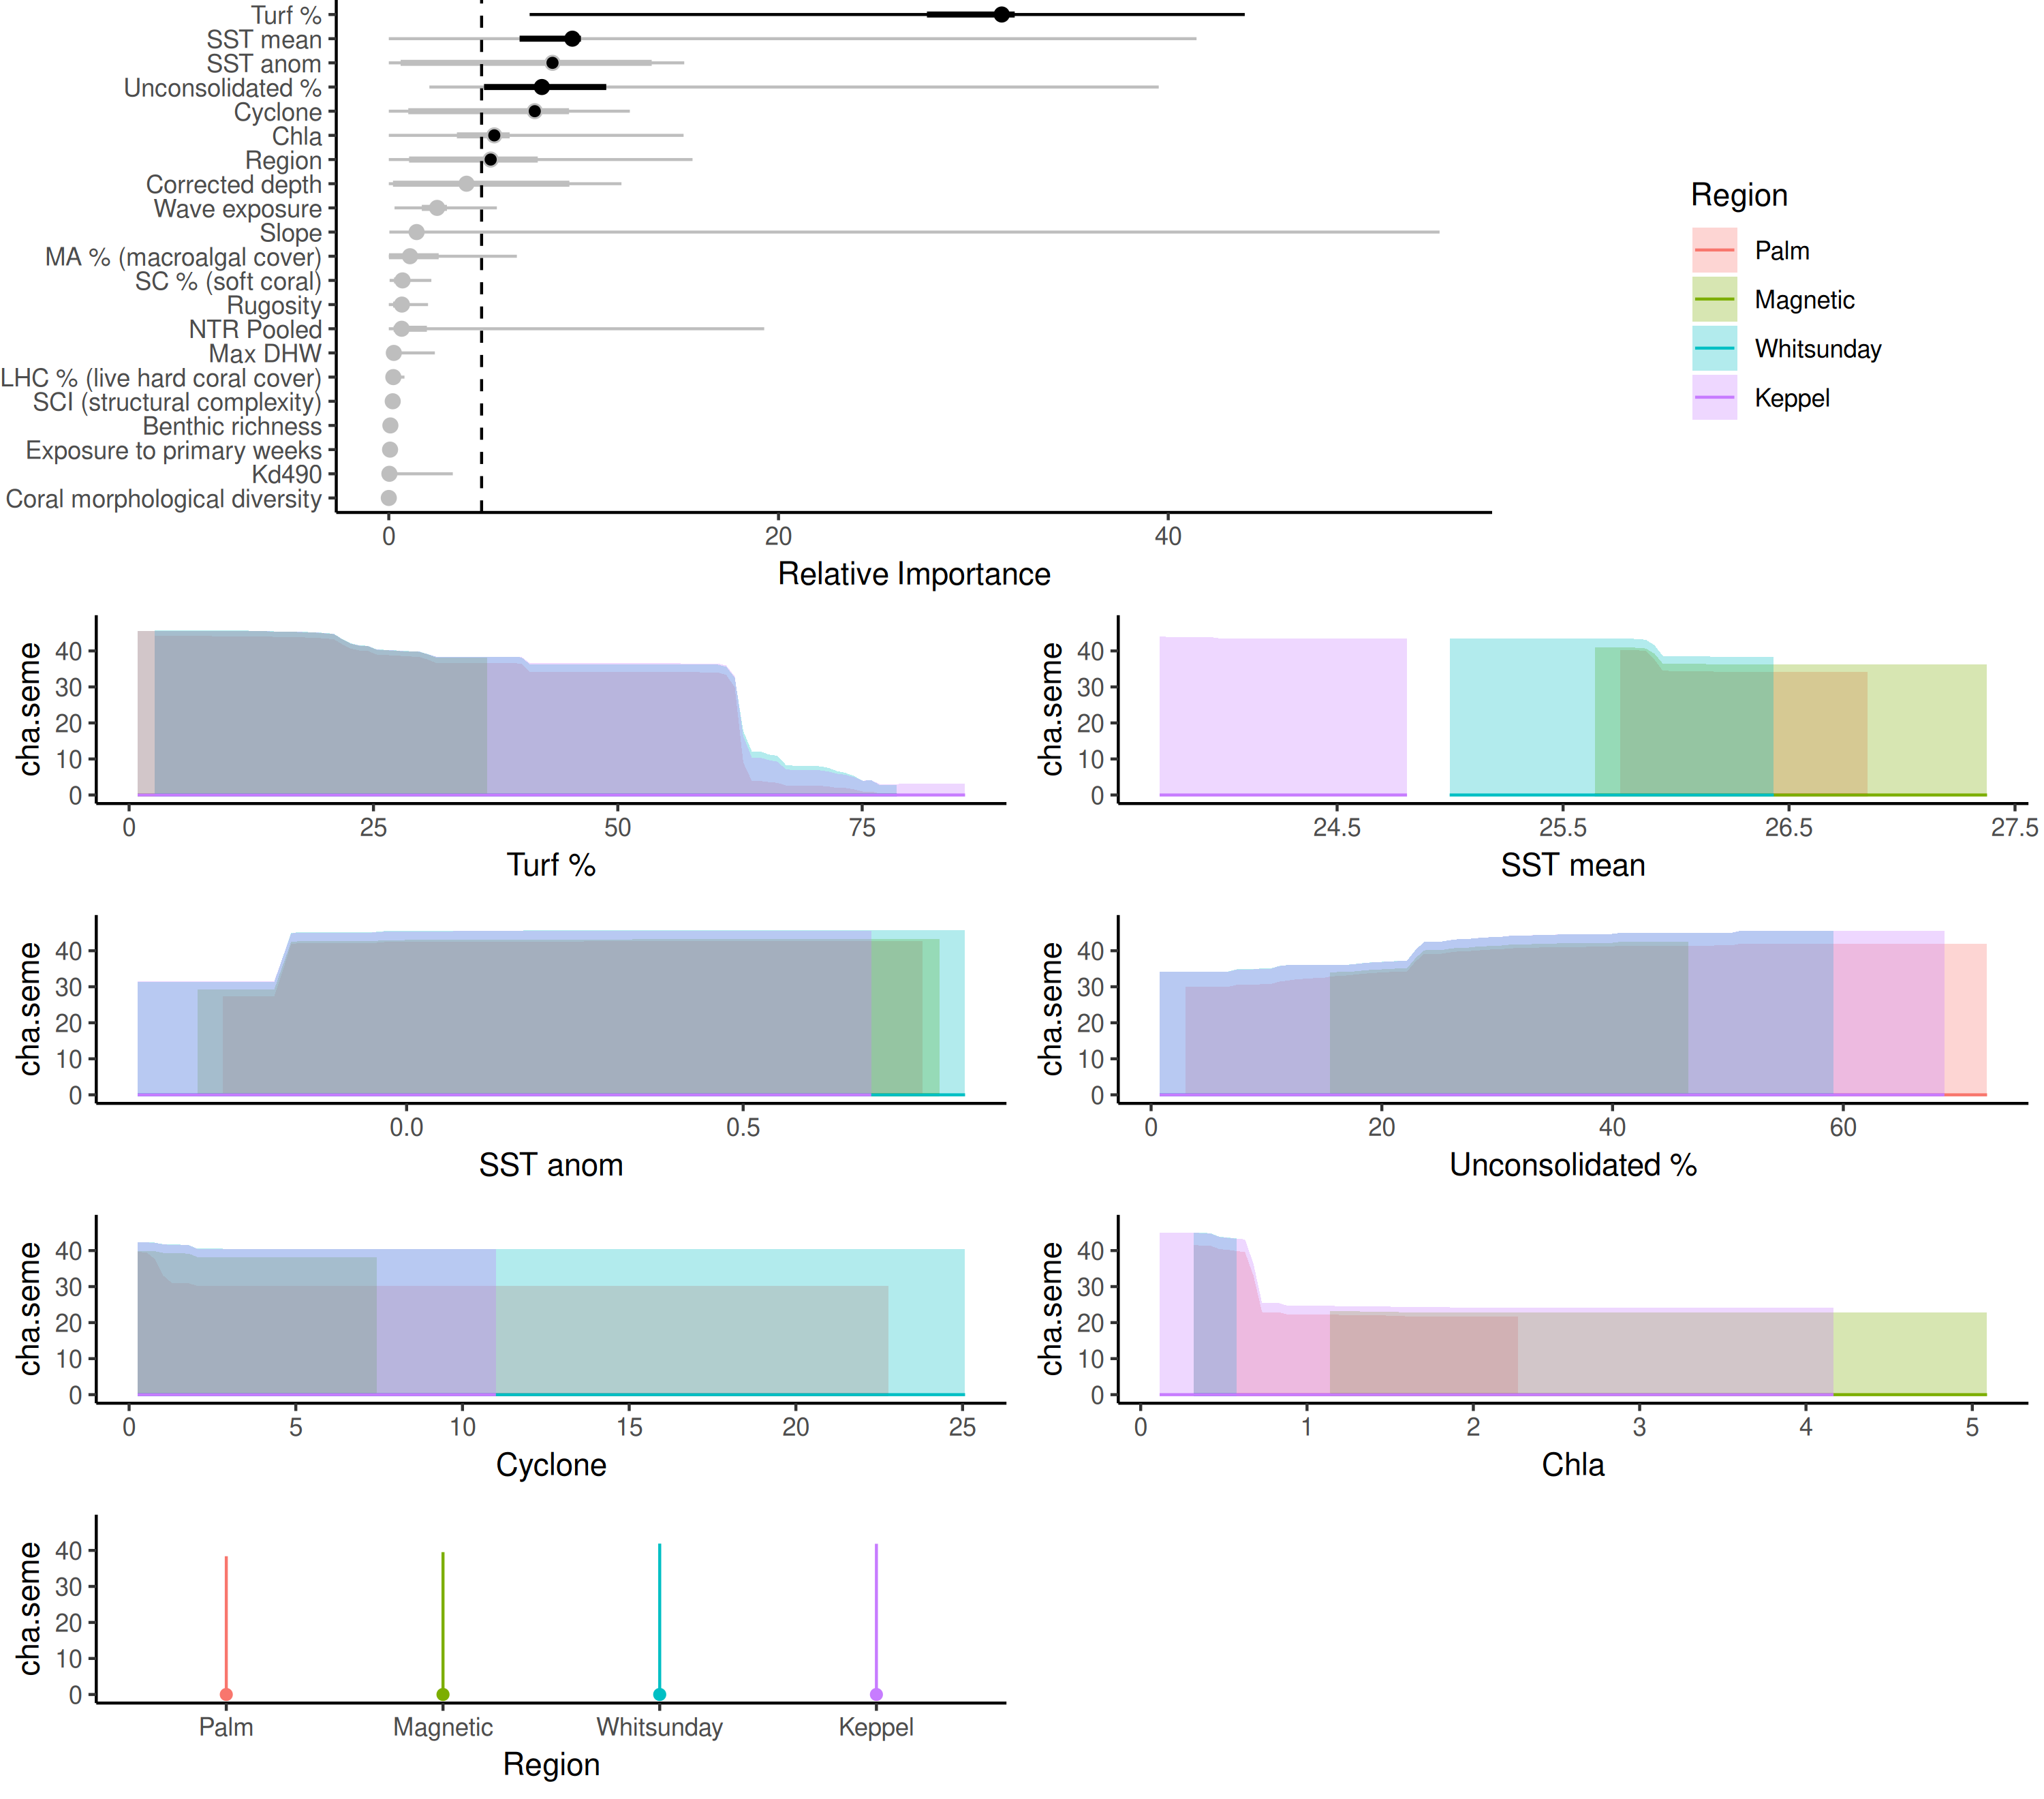 Turf %
SST mean
SST anom
Unconsolidated %
Cyclone
Chla
Region
Corrected depth
Wave exposure
Slope
MA % (macroalgal cover)
SC % (soft coral)
Rugosity
NTR Pooled
Max DHW
LHC % (live hard coral cover)
SCI (structural complexity)
Benthic richness
Exposure to primary weeks
Kd490
Coral morphological diversity
0 20 40
Relative Importance
Region
Palm
Magnetic
Whitsunday
Keppel
cha.seme
40
30
20
10
0
0 25 50 75
Turf %
cha.seme
40
30
20
10
0
24.5 25.5 26.5 27.5
SST mean
cha.seme
40
30
20
10
0
0.0 0.5
SST anom
cha.seme
40
30
20
10
0
0 20 40 60
Unconsolidated %
cha.seme
40
30
20
10
0
0 5 10 15 20 25
Cyclone
cha.seme
40
30
20
10
0
0 1 2 3 4 5
Chla
cha.seme
40
30
20
10
0
Palm Magnetic Whitsunday Keppel
Region